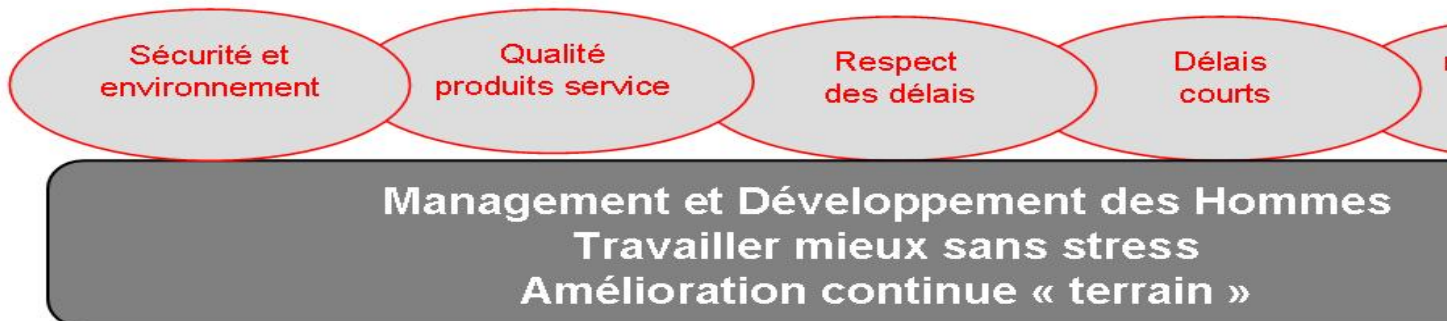 Sécurité et
environnement
Qualité
produits service
Respect
des délais
Délais
courts
Management et Développement des Hommes
Travailler mieux sans stress
Amélioration continue « terrain »